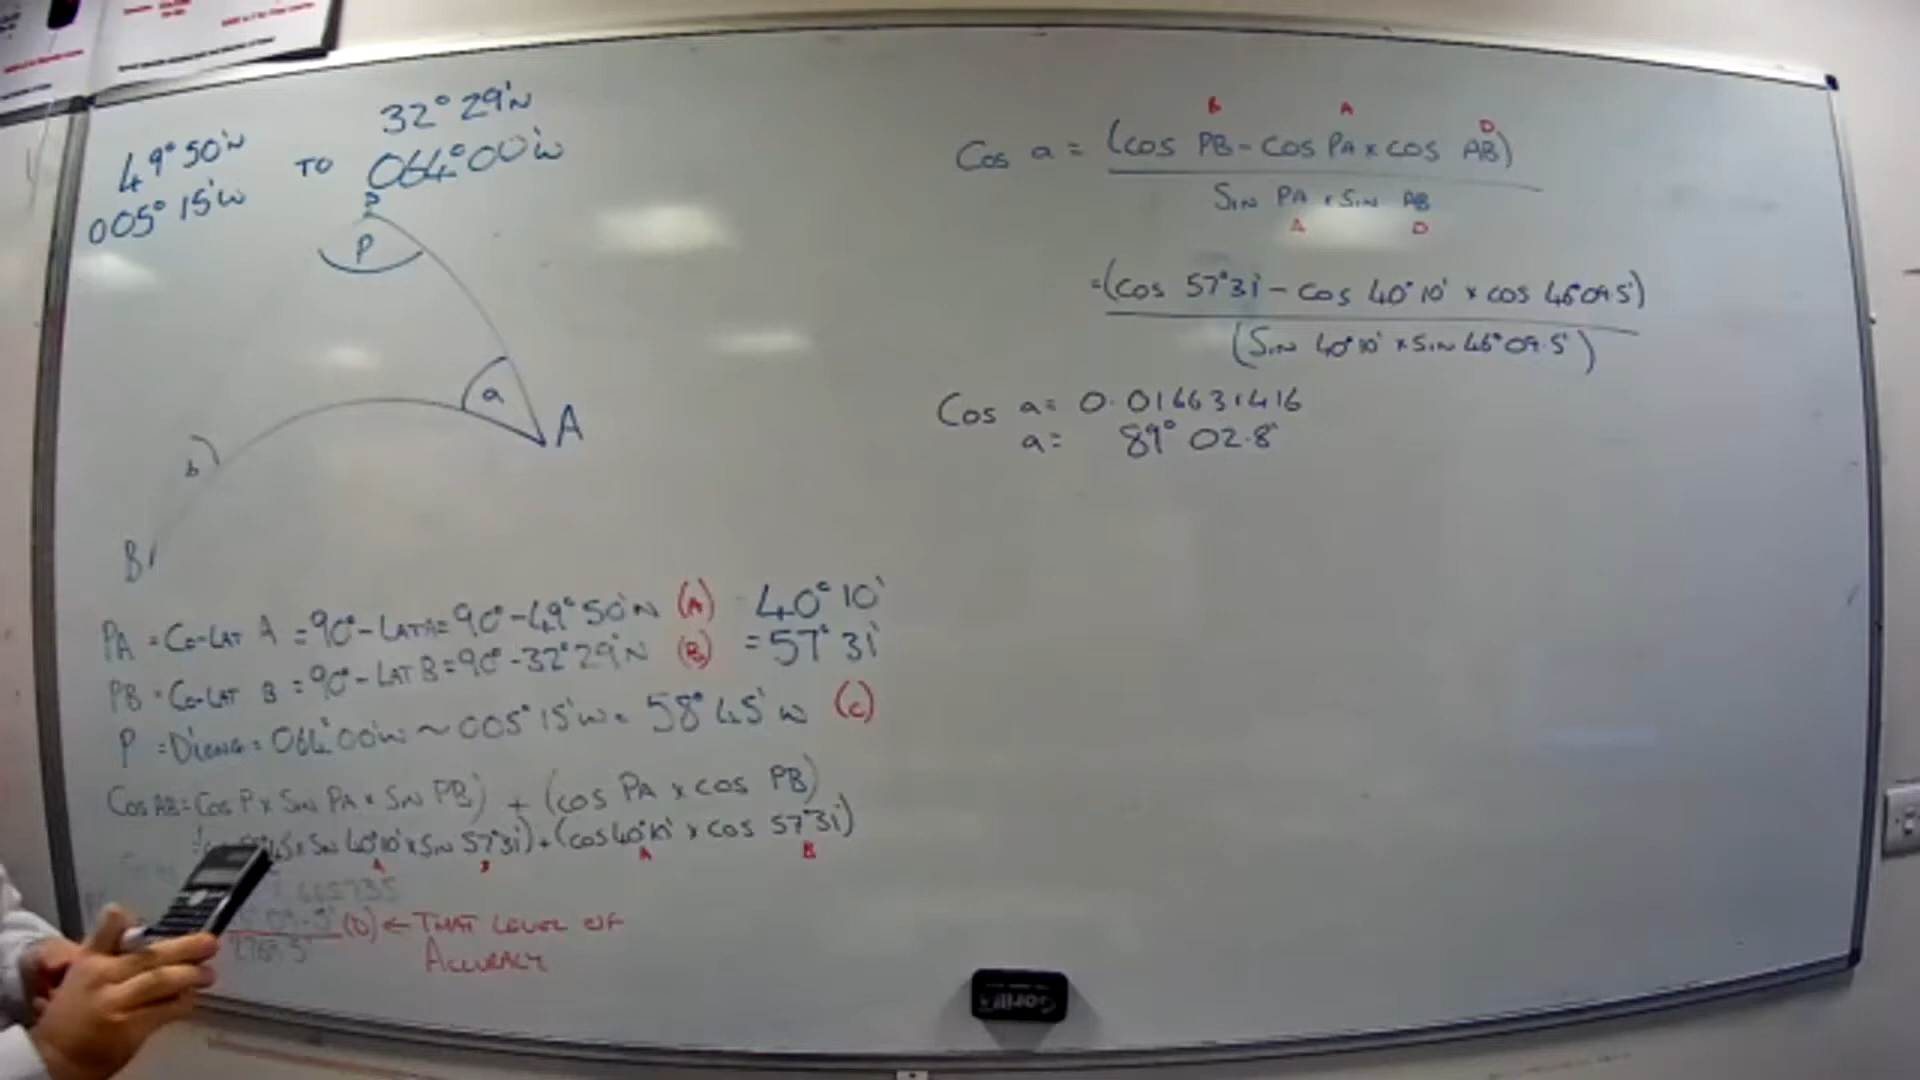 49°50'N
005°15'W
TO
32°29'N
064°00'W
P
P
a
A
b
B
PA = CO-LAT A = 90° - LAT A = 90° - 49°50'N (A) 40°10'
PB = CO-LAT B = 90° - LAT B = 90° - 32°29'N (B) = 57°31'
P = D'LONG = 064°00'W ~ 005°15'W = 58°45'W (C)
COS AB = COS P x SIN PA x SIN PB) + (COS PA x COS PB)
x SIN 40°10' x SIN 57°31') + (COS 40°10' x COS 57°31')
A
A B
665735
(D) ← THAT LEVEL OF
ACCURACY
2769.5'
B A D
COS a = (COS PB - COS PA x COS AB)
SIN PA x SIN AB
A D
= (COS 57°31' - COS 40°10' x COS 46°09.5')
(SIN 40°10' x SIN 46°09.5')
COS a = 0.016631416
a = 89° 02.8'